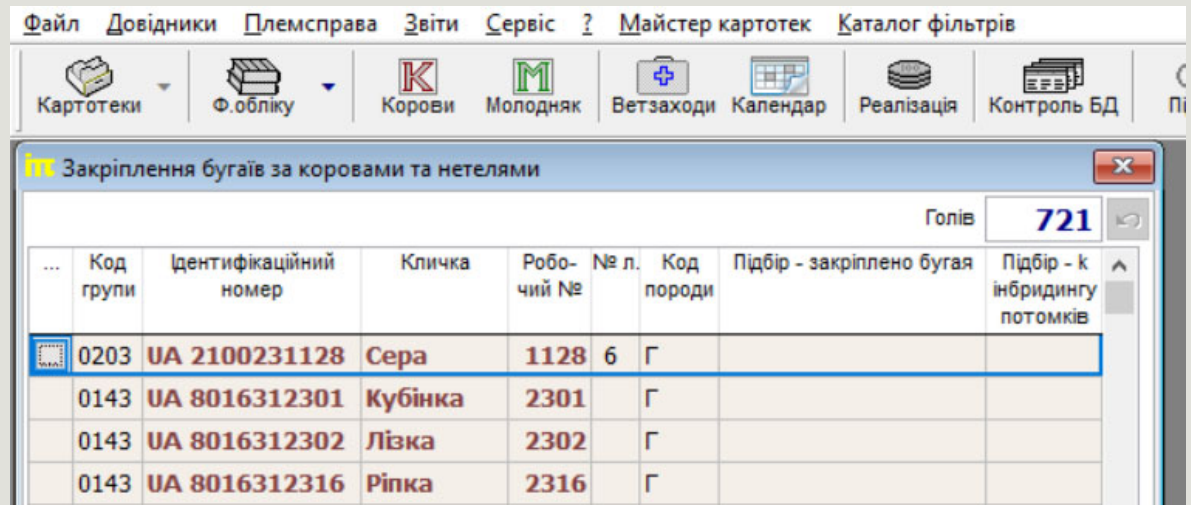 Файл Довідники Племсправа Звіти Сервіс ? Майстер картотек Каталог фільтрів
Картотеки Ф.обліку Корови Молодняк Ветзаходи Календар Реалізація Контроль БД
іпт Закріплення бугаїв за коровами та нетелями
Голів 721
... Код групи Ідентифікаційний номер Кличка Робо-чий № № л. Код породи Підбір - закріплено бугая Підбір - k інбридингу потомків
0203 UA 2100231128 Сера 1128 6 Г
0143 UA 8016312301 Кубінка 2301 Г
0143 UA 8016312302 Лізка 2302 Г
0143 UA 8016312316 Ріпка 2316 Г